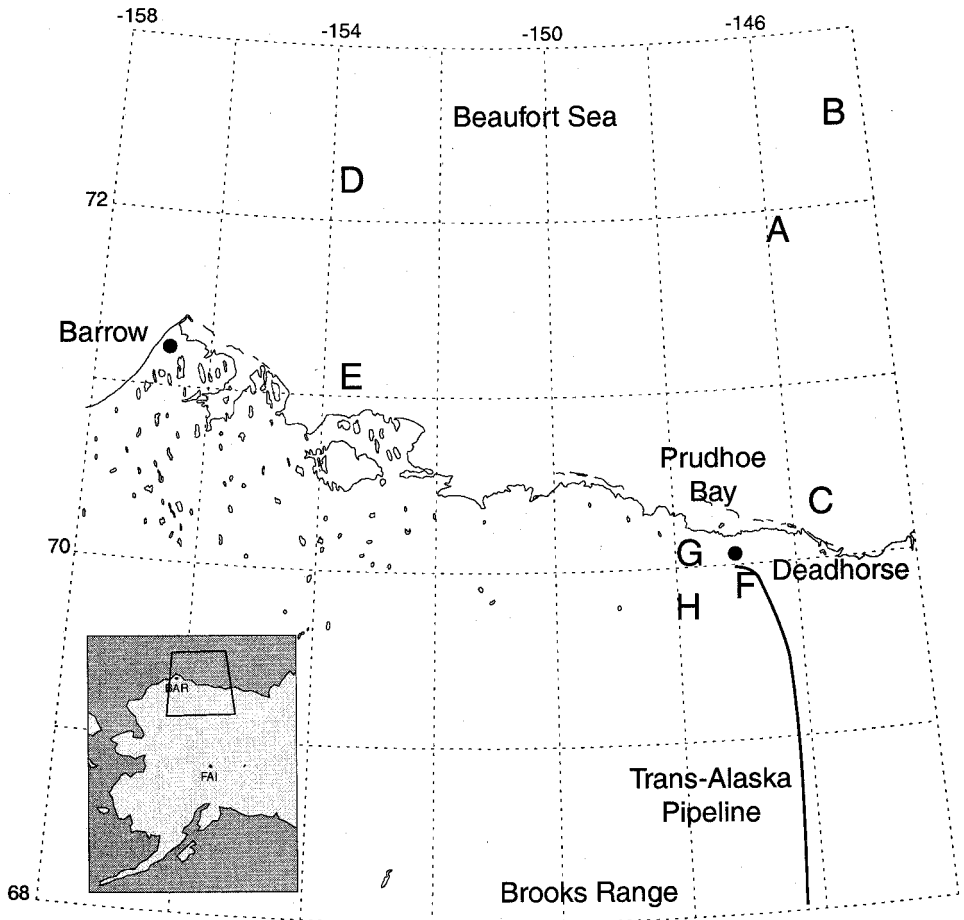 -158
-154
-150
-146
Beaufort Sea
B
D
72
A
Barrow
E
Prudhoe
Bay
C
70
G
Deadhorse
F
H
BAR
FAI
Trans-Alaska
Pipeline
68
Brooks Range